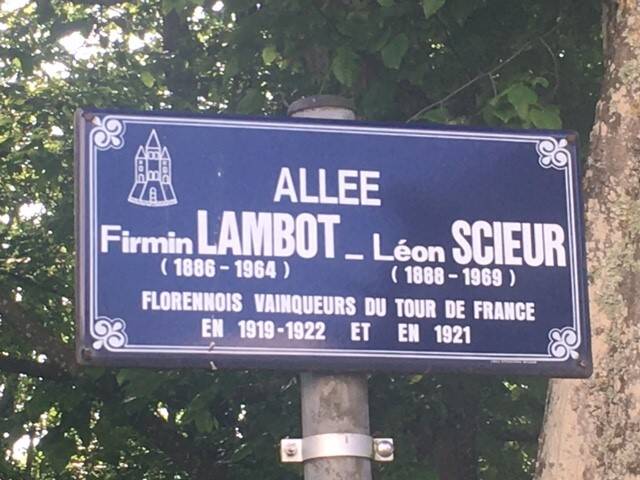 ALLEE
Firmin LAMBOT - Léon SCIEUR
(1886-1964) (1888-1969)
FLORENNOIS VAINQUEURS DU TOUR DE FRANCE
EN 1919-1922 ET EN 1921